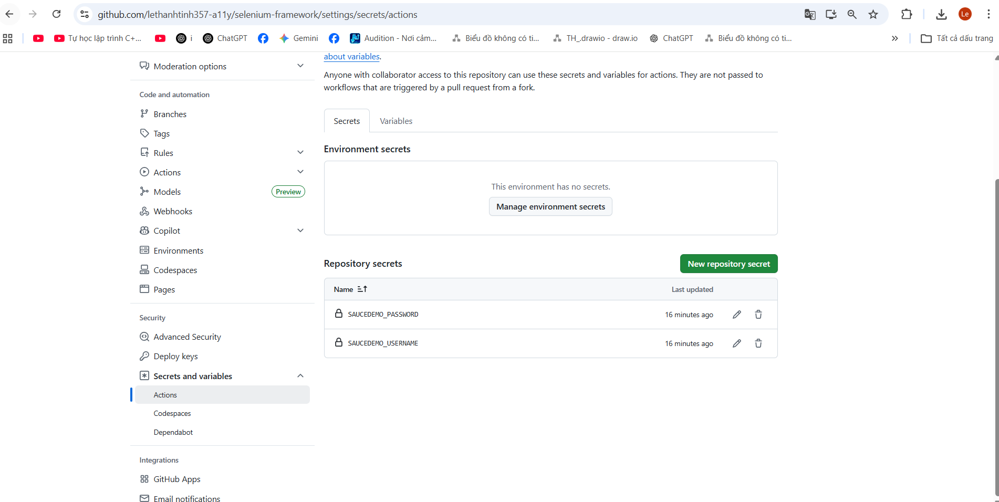 github.com/lethanhtinh357-a11y/selenium-framework/settings/secrets/actions
Le
Tự học lập trình C+...
i
ChatGPT
Gemini
Audition - Nơi cảm...
Biểu đồ không có ti...
TH_.drawio - draw.io
ChatGPT
Biểu đồ không có ti...
Tất cả dấu trang
Moderation options
Code and automation
Branches
Tags
Rules
Actions
Models
Preview
Webhooks
Copilot
Environments
Codespaces
Pages
Security
Advanced Security
Deploy keys
Secrets and variables
Actions
Codespaces
Dependabot
Integrations
GitHub Apps
Email notifications
about variables.
Anyone with collaborator access to this repository can use these secrets and variables for actions. They are not passed to
workflows that are triggered by a pull request from a fork.
Secrets
Variables
Environment secrets
This environment has no secrets.
Manage environment secrets
Repository secrets
New repository secret
Name
Last updated
SAUCEDEMO_PASSWORD
16 minutes ago
SAUCEDEMO_USERNAME
16 minutes ago